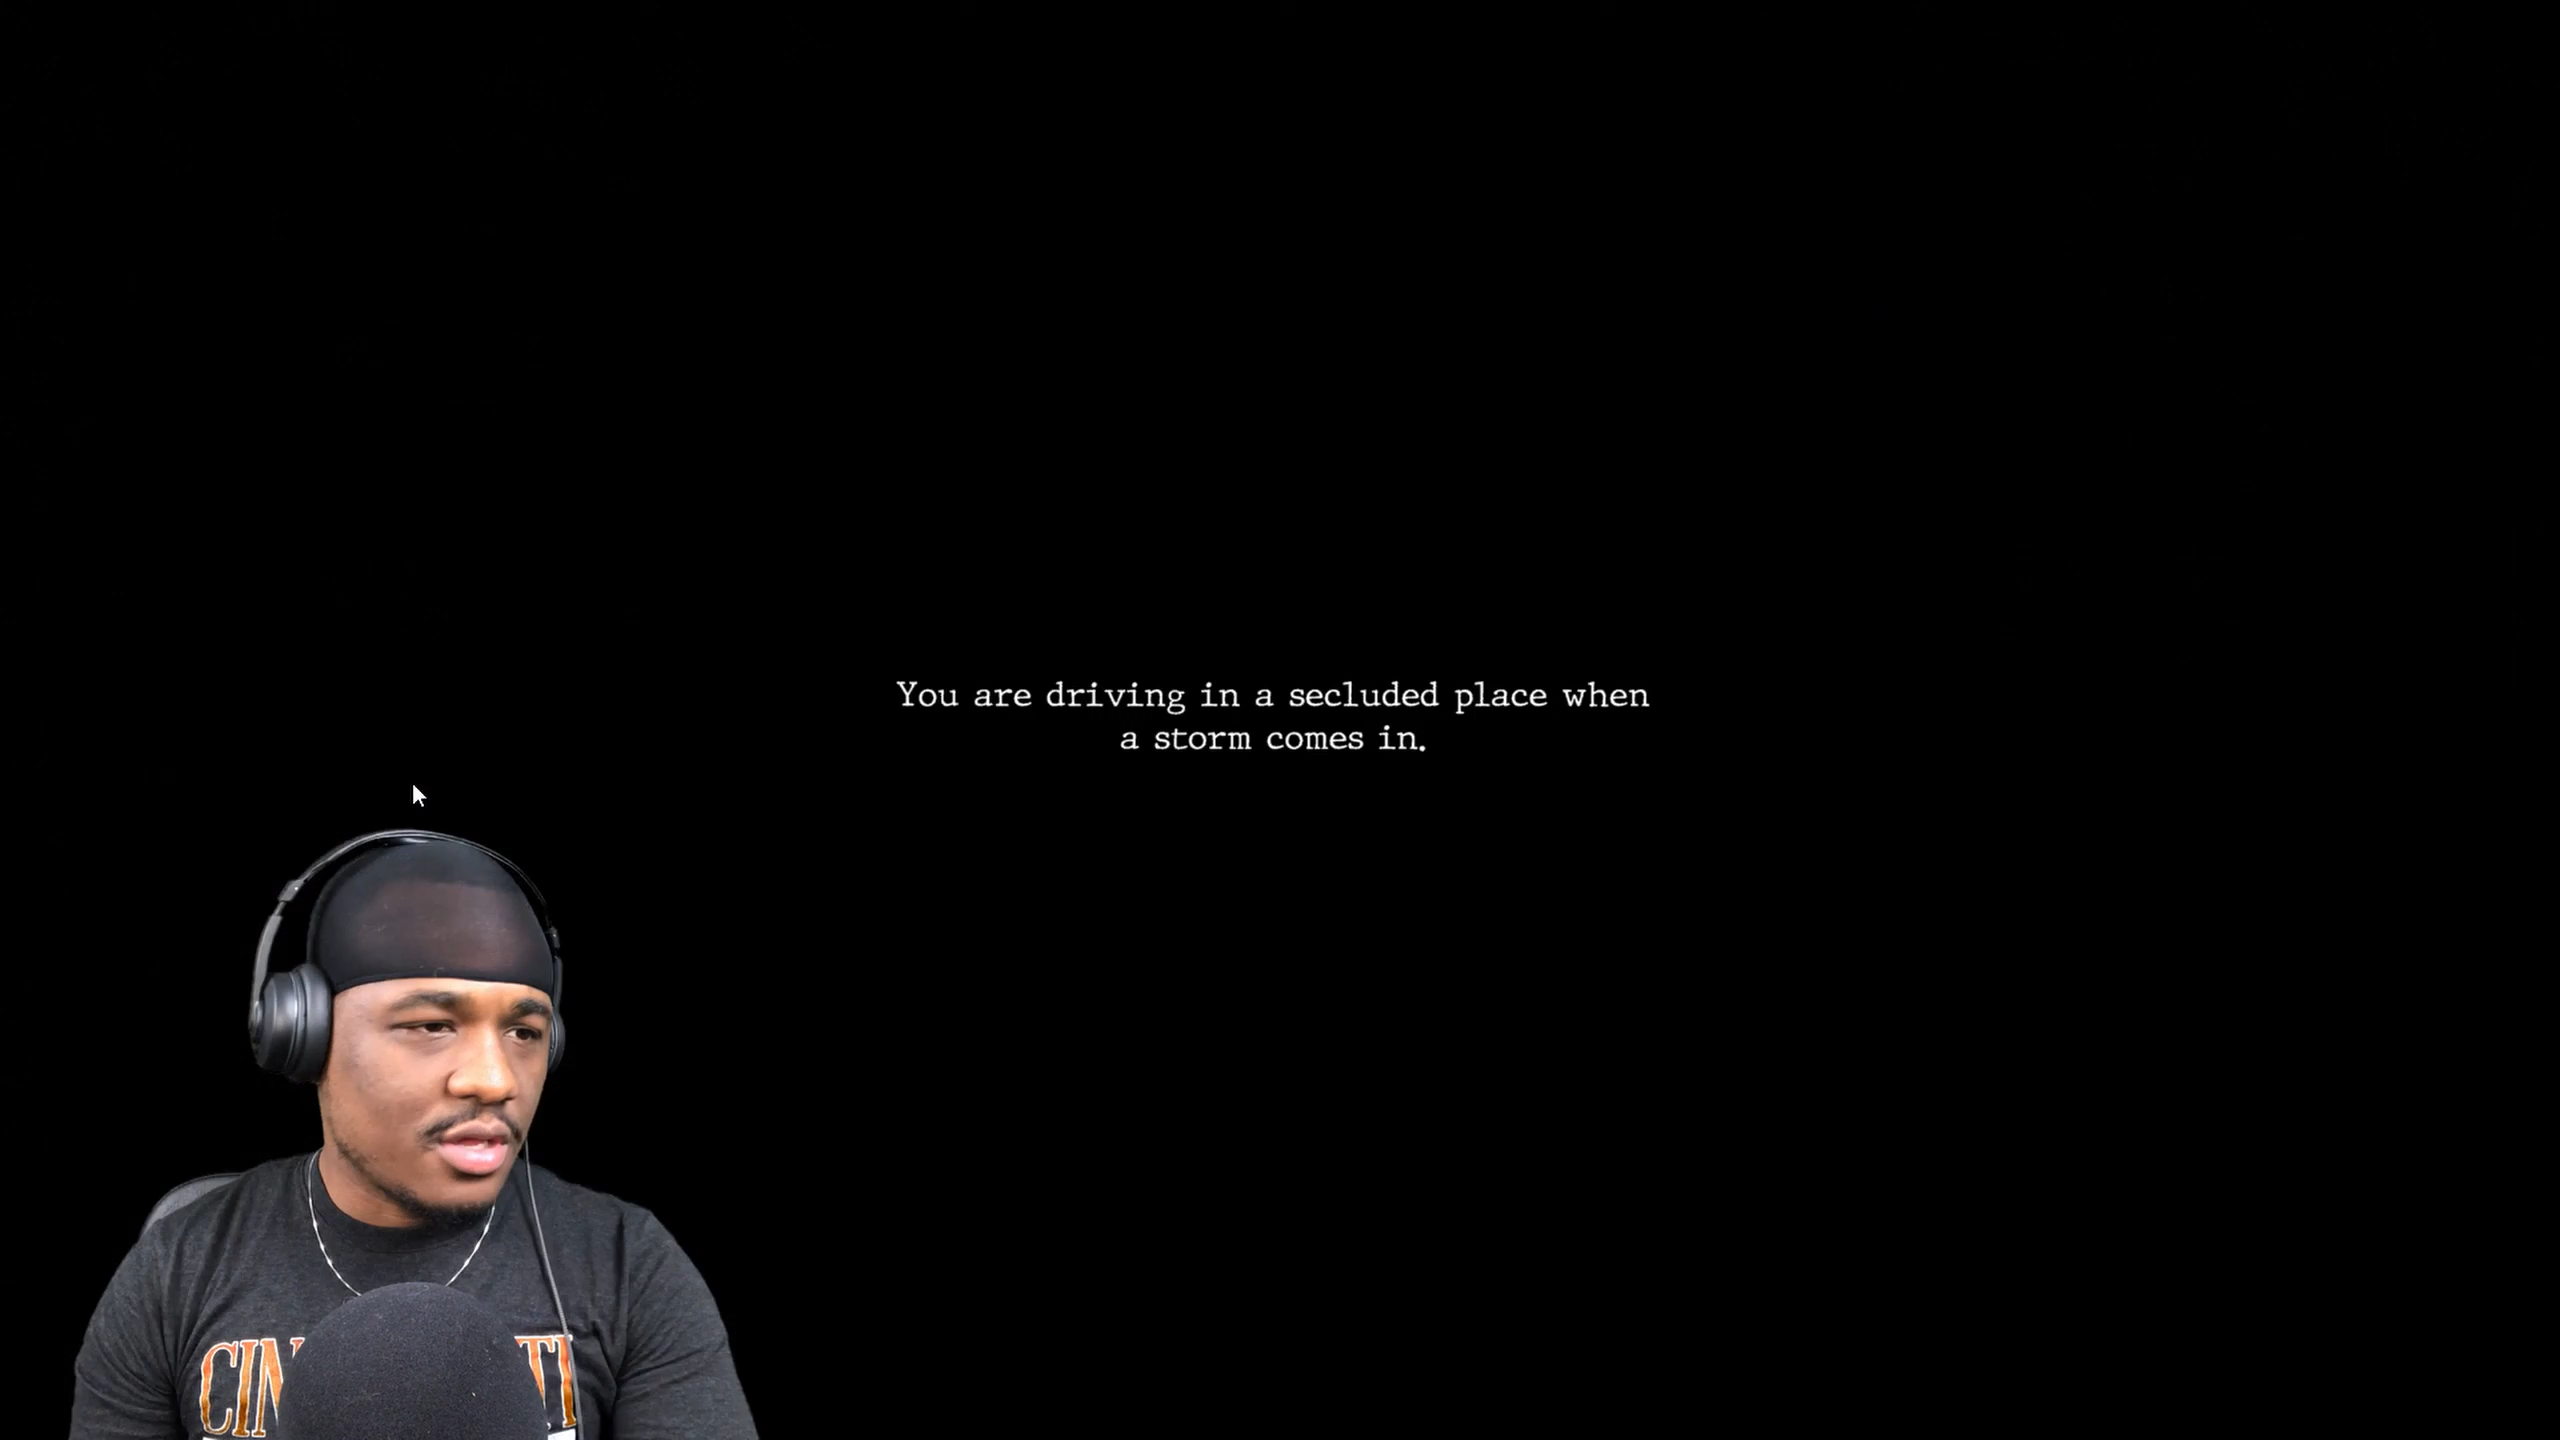 You are driving in a secluded place when
a storm comes in.